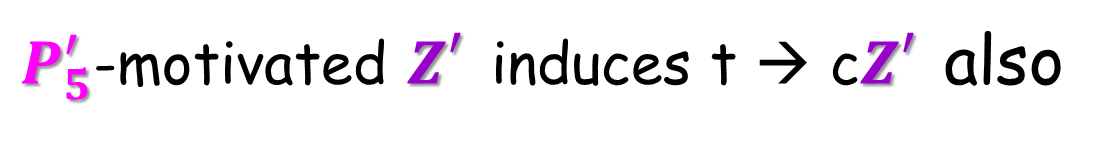 P′₅-motivated Z′ induces t → cZ′ also